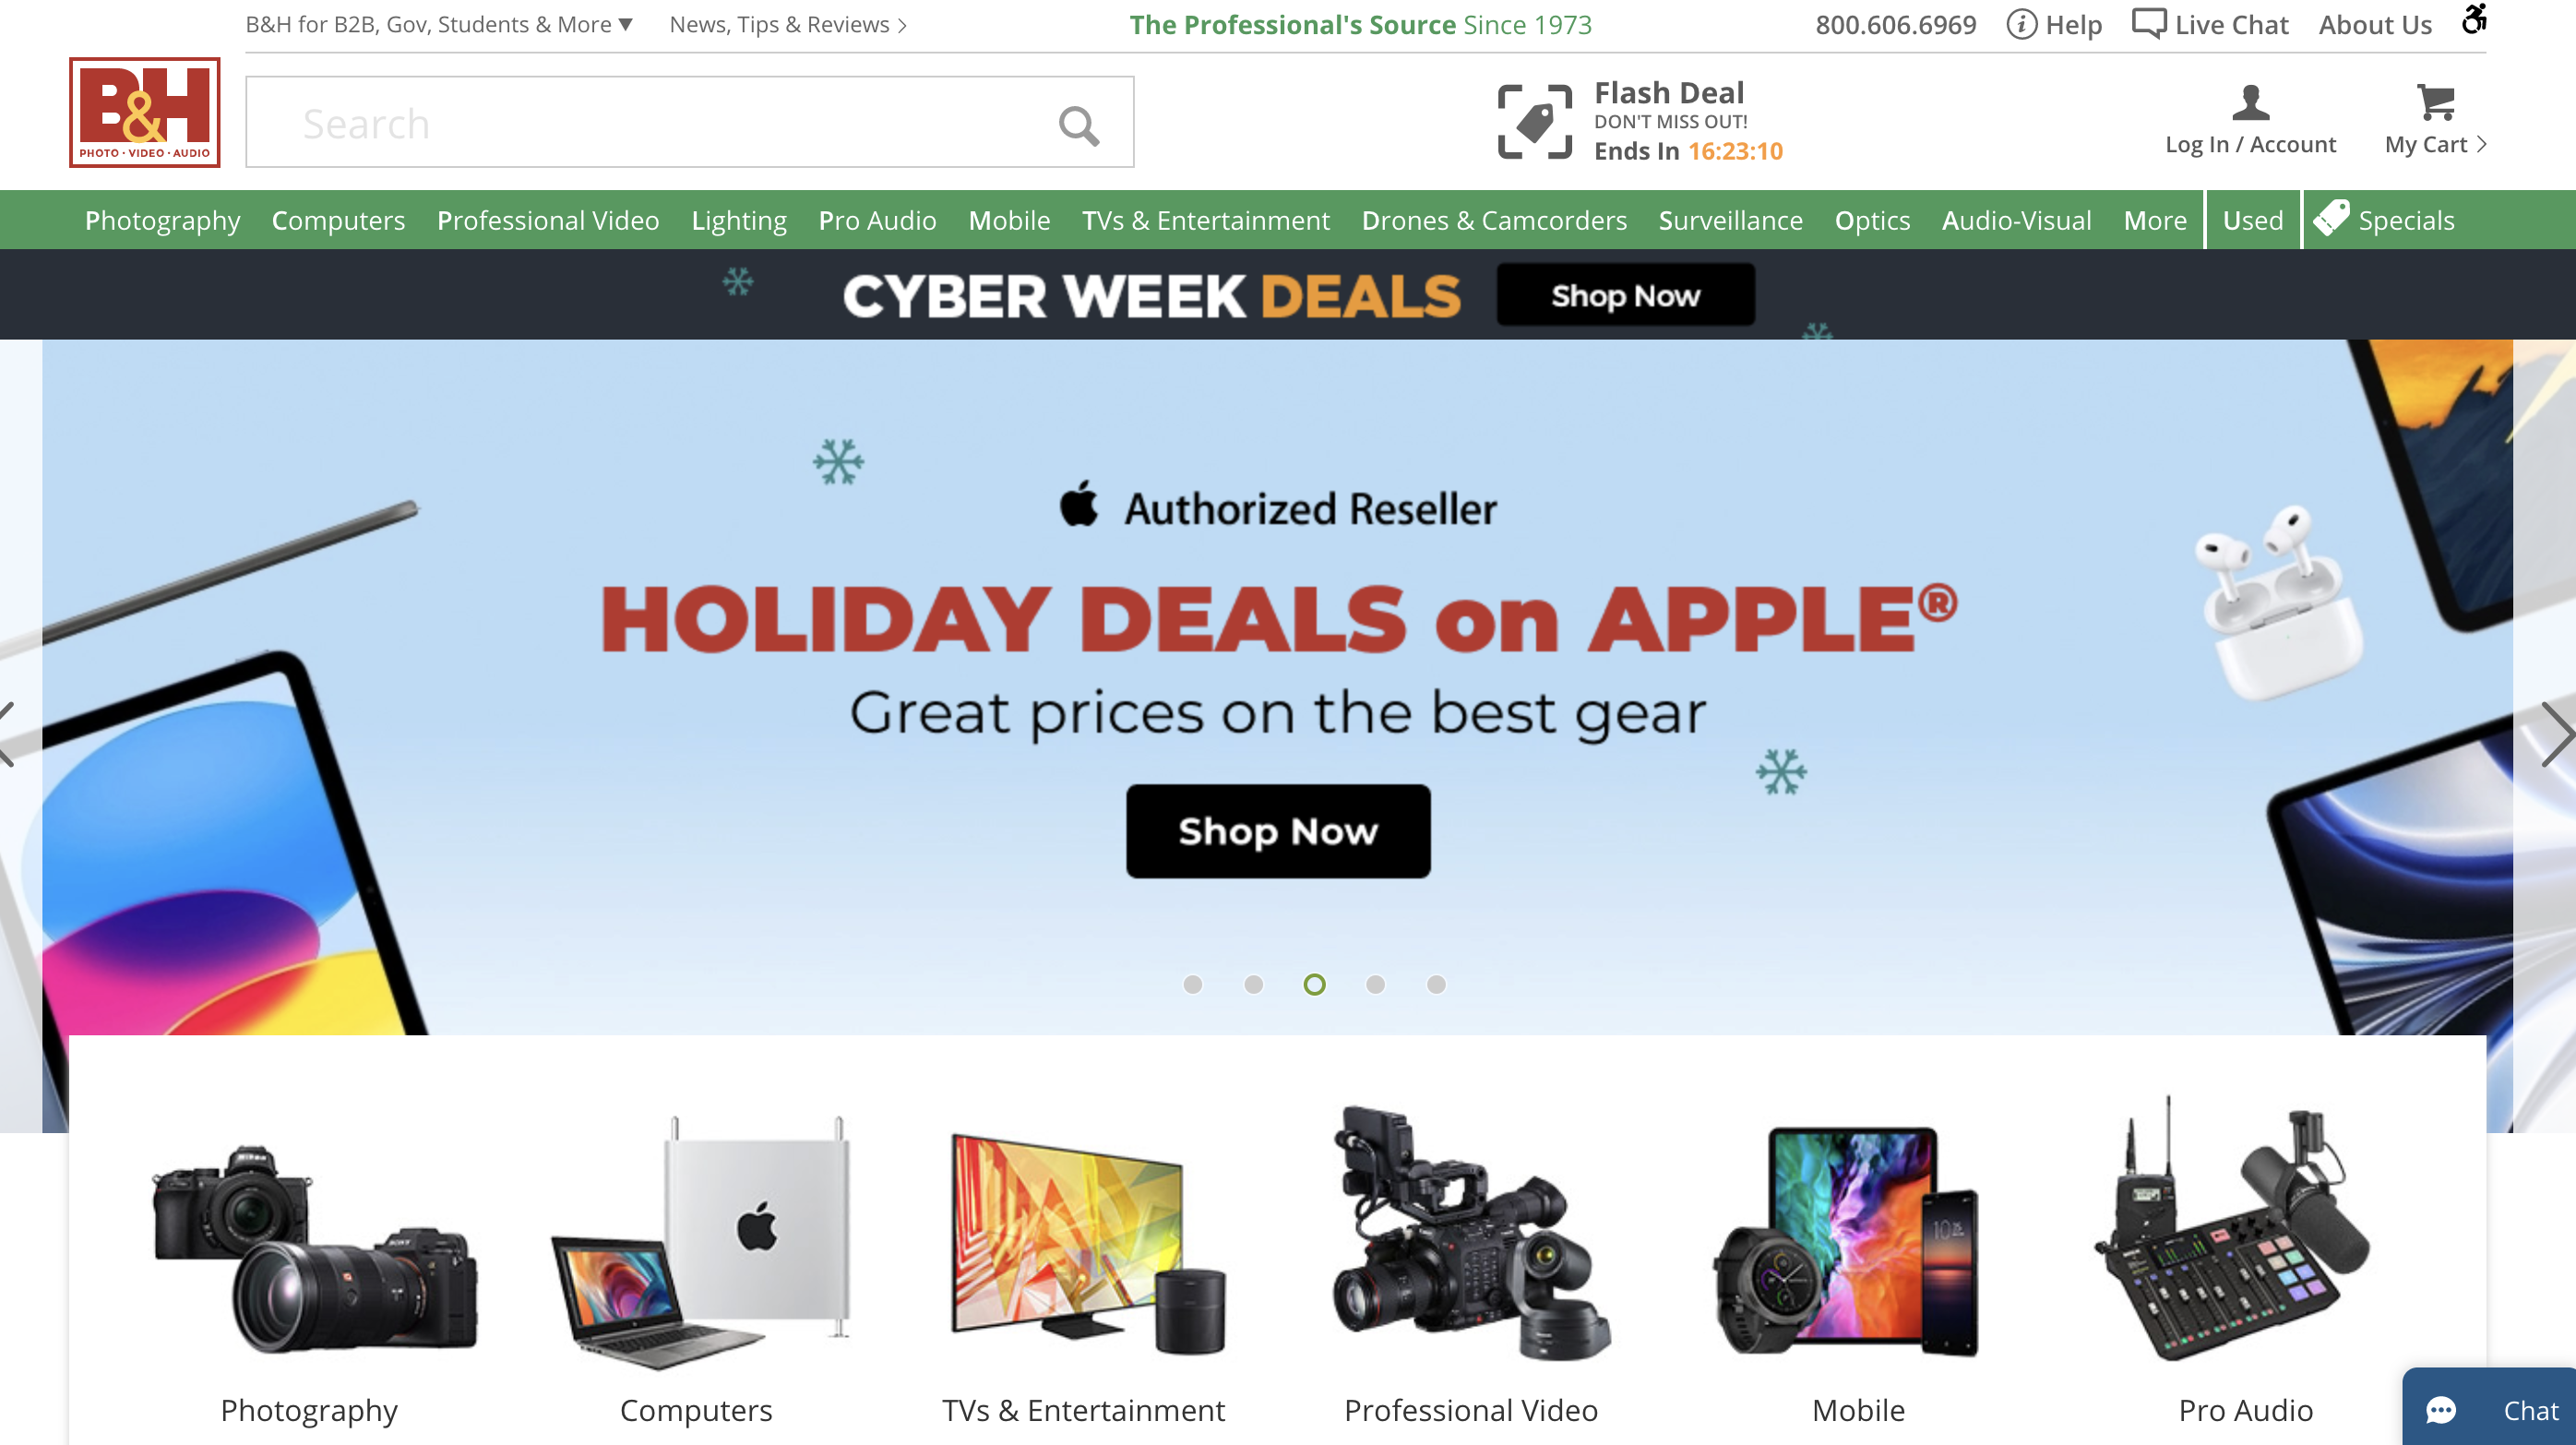 B&H for B2B, Gov, Students & More ▼
News, Tips & Reviews >
The Professional's Source Since 1973
800.606.6969
Help
Live Chat
About Us
B&H
PHOTO · VIDEO · AUDIO
Search
Flash Deal
DON'T MISS OUT!
Ends In 16:23:10
Log In / Account
My Cart >
Photography Computers Professional Video Lighting Pro Audio Mobile TVs & Entertainment Drones & Camcorders Surveillance Optics Audio-Visual More Used Specials
CYBER WEEK DEALS Shop Now
Authorized Reseller
HOLIDAY DEALS on APPLE®
Great prices on the best gear
Shop Now
Nikon
SONY
Photography
Computers
TVs & Entertainment
Professional Video
Mobile
Pro Audio
Chat